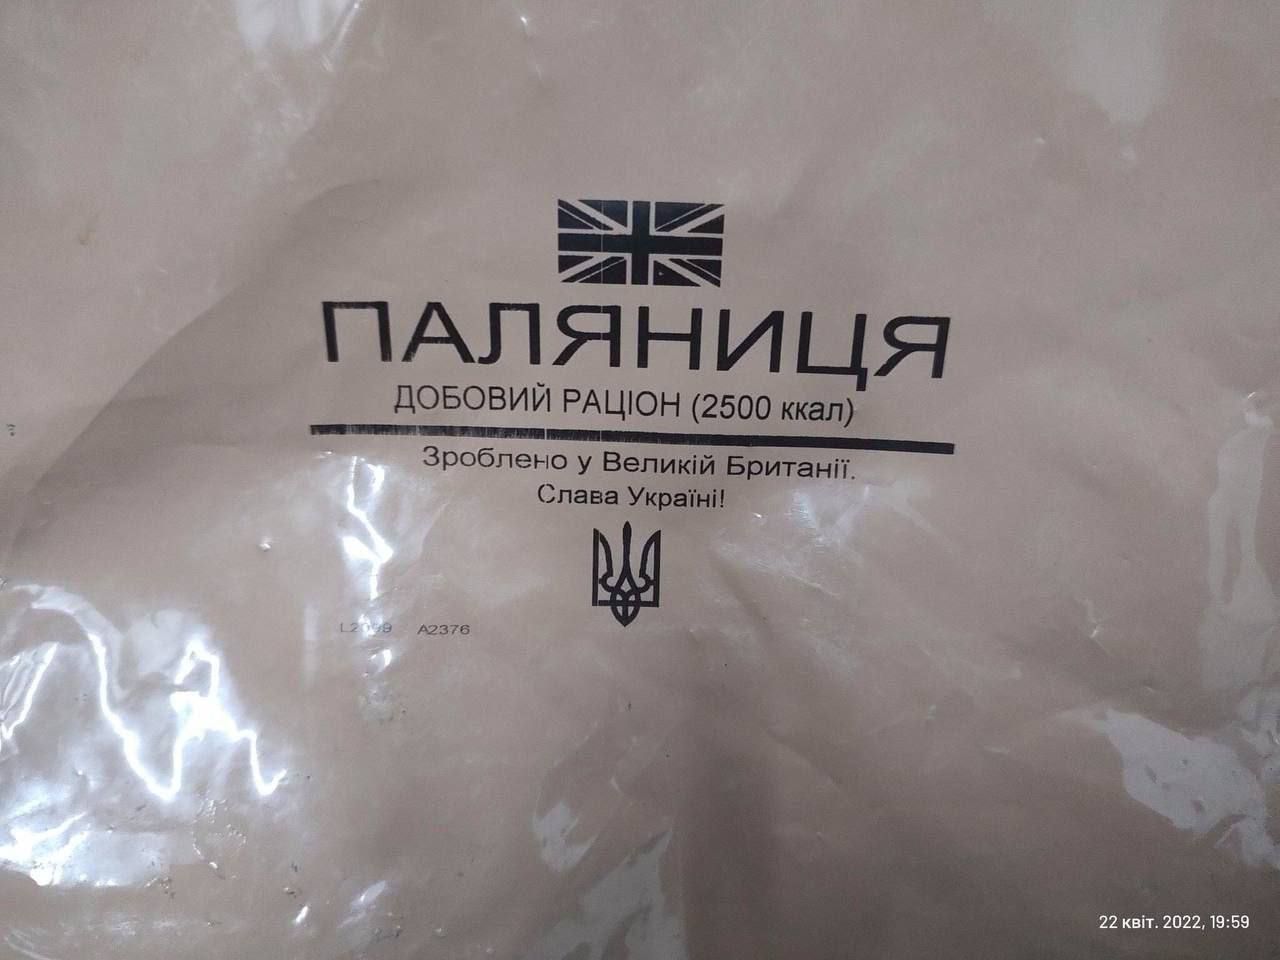 ПАЛЯНИЦЯ
ДОБОВИЙ РАЦІОН (2500 ккал)
Зроблено у Великій Британії.
Слава Україні!
A2376
22 квіт. 2022, 19:59